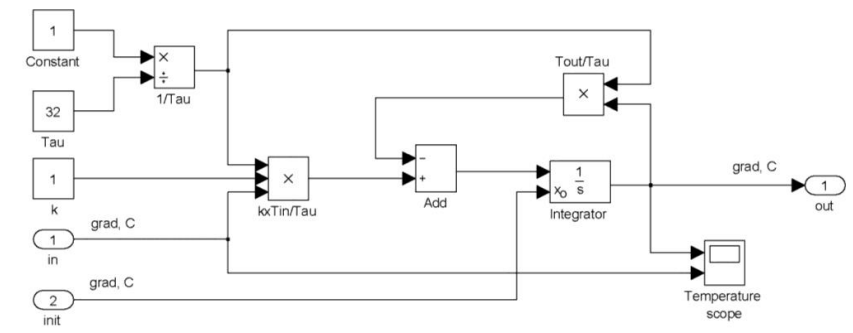 1
Constant
×
÷
1/Tau
32
Tau
1
k
×
kxTin/Tau
Tout/Tau
×
−
+
Add
1
s
xo
Integrator
grad, C
1
out
grad, C
1
in
grad, C
2
init
Temperature
scope